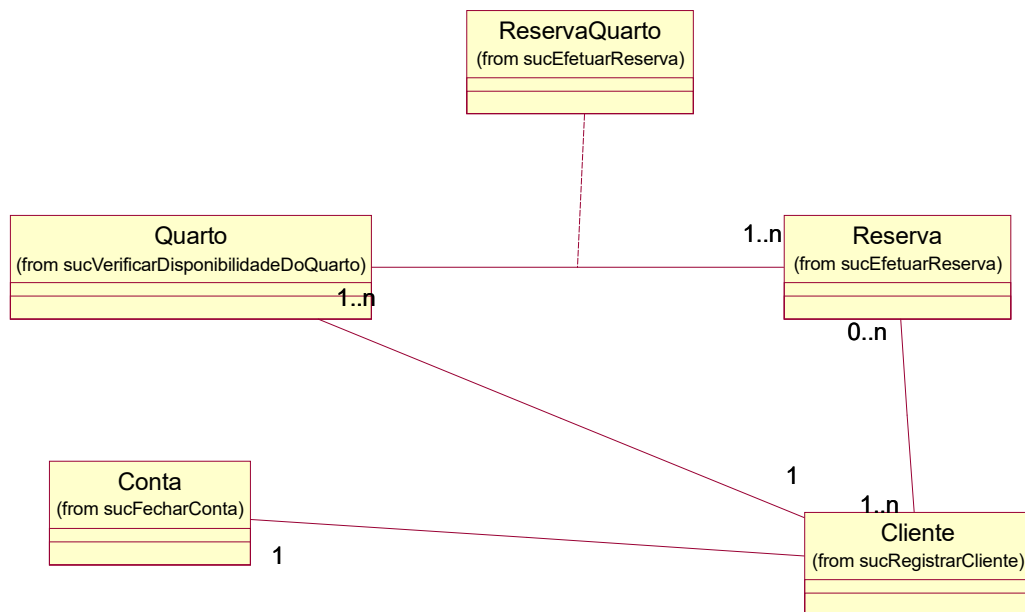 ReservaQuarto
(from sucEfetuarReserva)
Quarto
(from sucVerificarDisponibilidadeDoQuarto)
1..n
1..n
Reserva
(from sucEfetuarReserva)
0..n
Conta
(from sucFecharConta)
1
1
1..n
Cliente
(from sucRegistrarCliente)